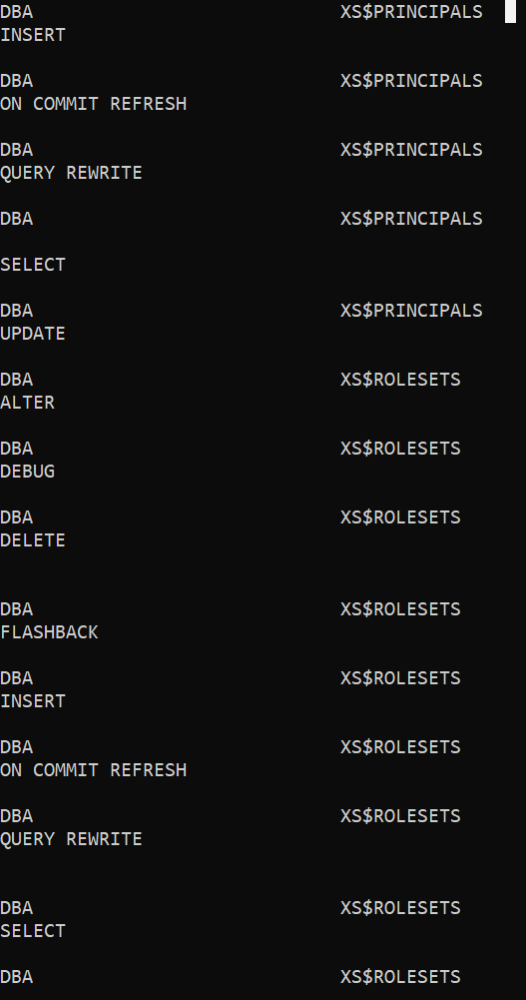 DBA XS$PRINCIPALS
INSERT
DBA XS$PRINCIPALS
ON COMMIT REFRESH
DBA XS$PRINCIPALS
QUERY REWRITE
DBA XS$PRINCIPALS
SELECT
DBA XS$PRINCIPALS
UPDATE
DBA XS$ROLESETS
ALTER
DBA XS$ROLESETS
DEBUG
DBA XS$ROLESETS
DELETE
DBA XS$ROLESETS
FLASHBACK
DBA XS$ROLESETS
INSERT
DBA XS$ROLESETS
ON COMMIT REFRESH
DBA XS$ROLESETS
QUERY REWRITE
DBA XS$ROLESETS
SELECT
DBA XS$ROLESETS